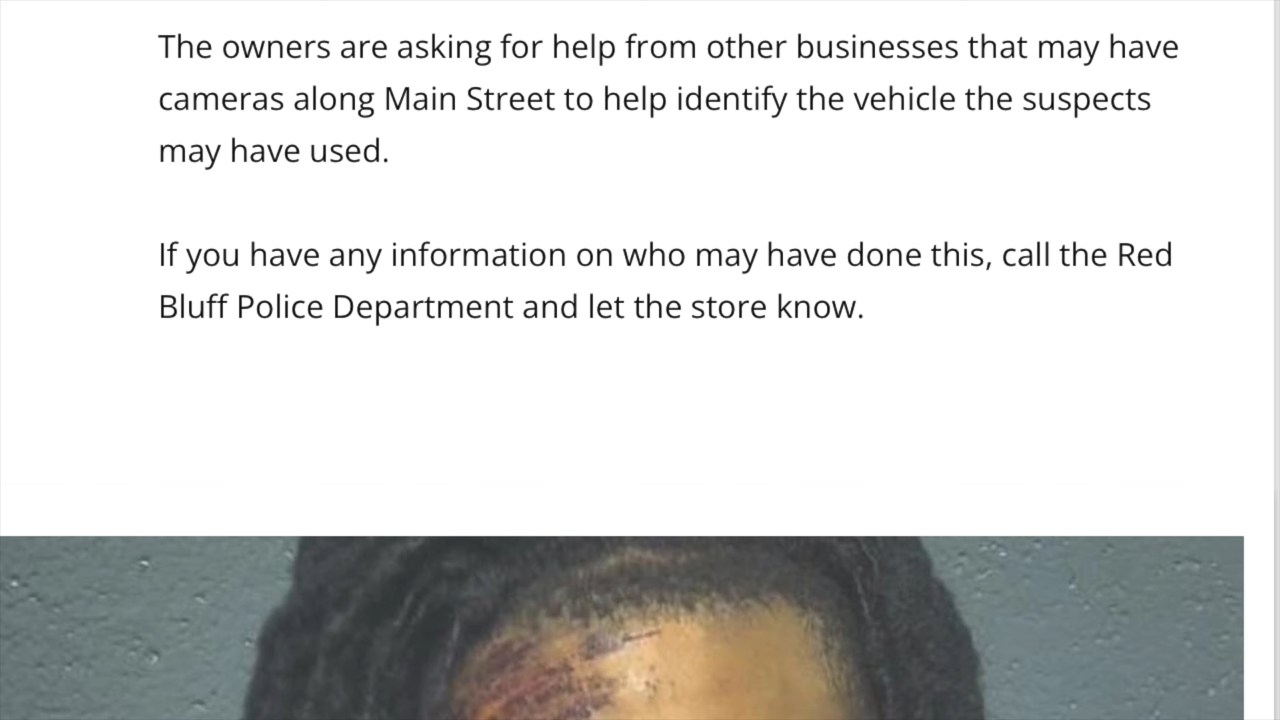 The owners are asking for help from other businesses that may have
cameras along Main Street to help identify the vehicle the suspects
may have used.
If you have any information on who may have done this, call the Red
Bluff Police Department and let the store know.